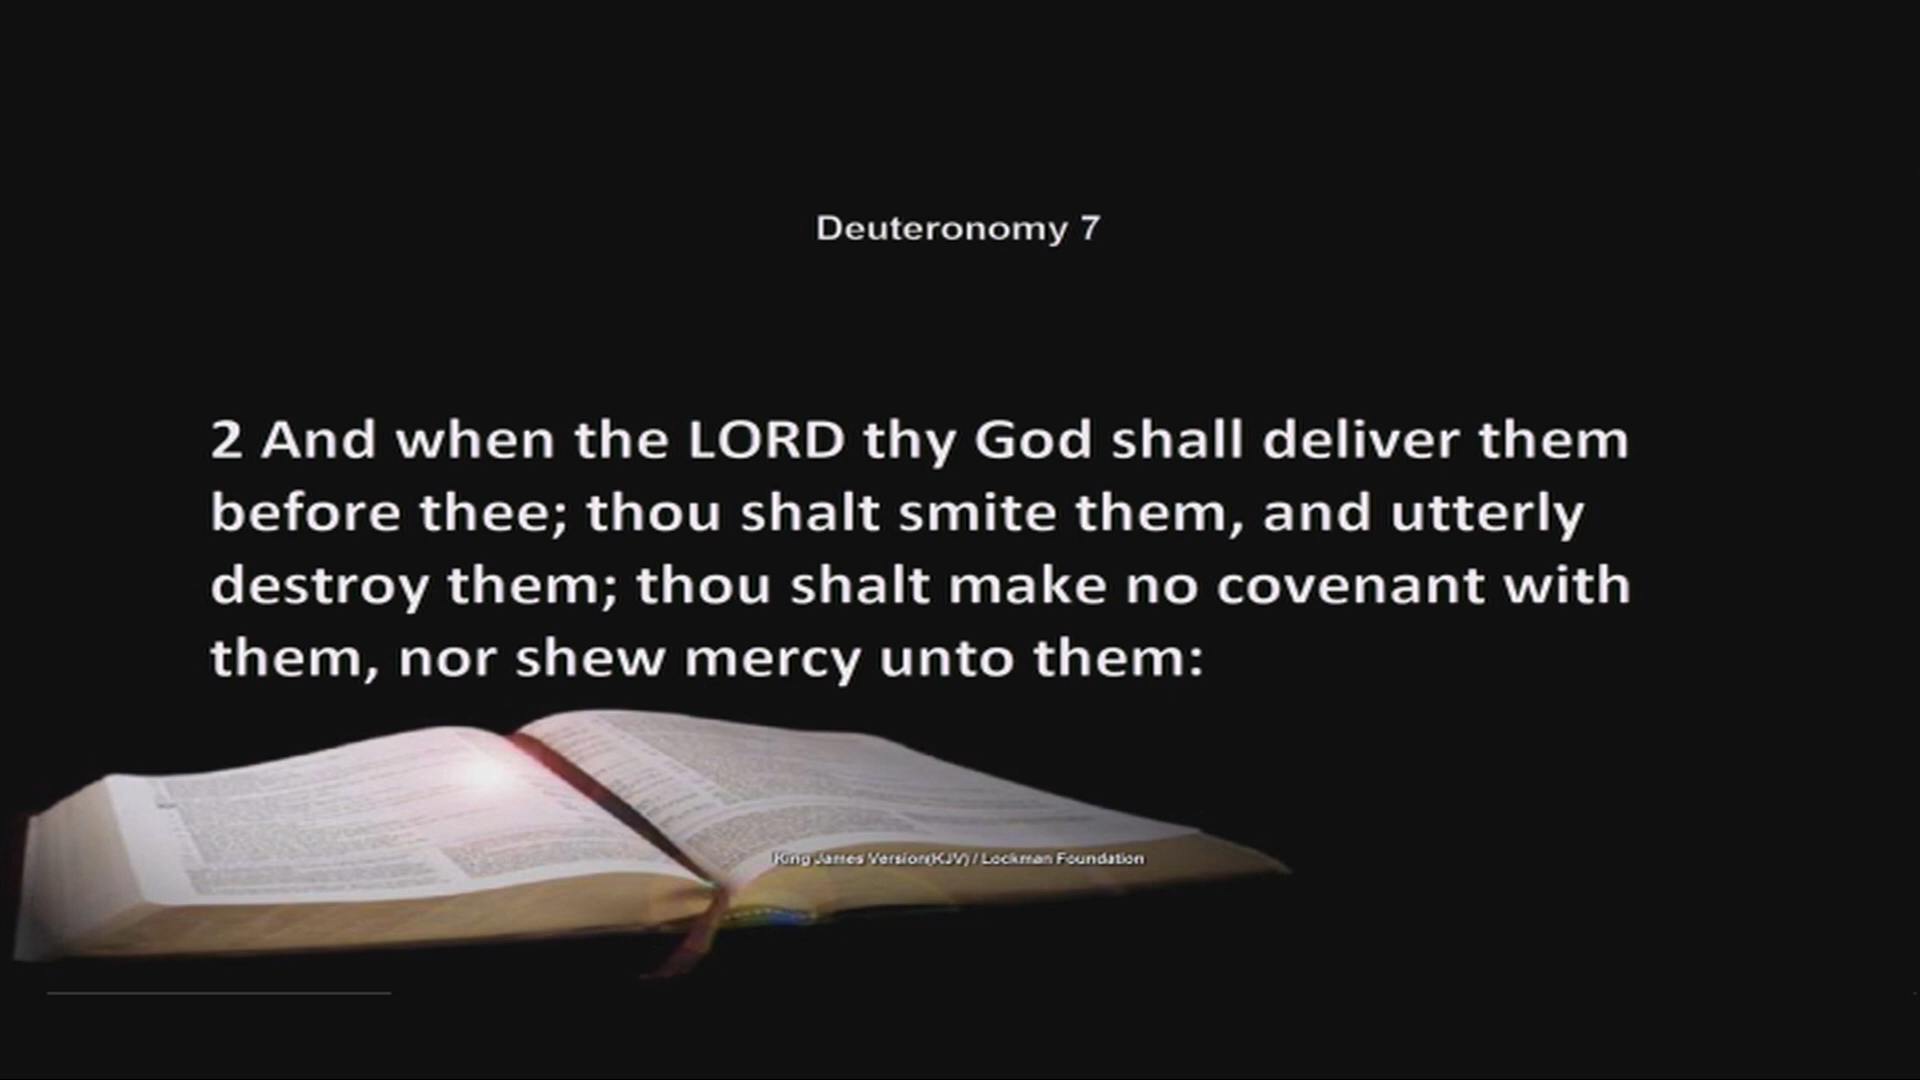 Deuteronomy 7
2 And when the LORD thy God shall deliver them
before thee; thou shalt smite them, and utterly
destroy them; thou shalt make no covenant with
them, nor shew mercy unto them:
King James Version(KJV) / Lockman Foundation